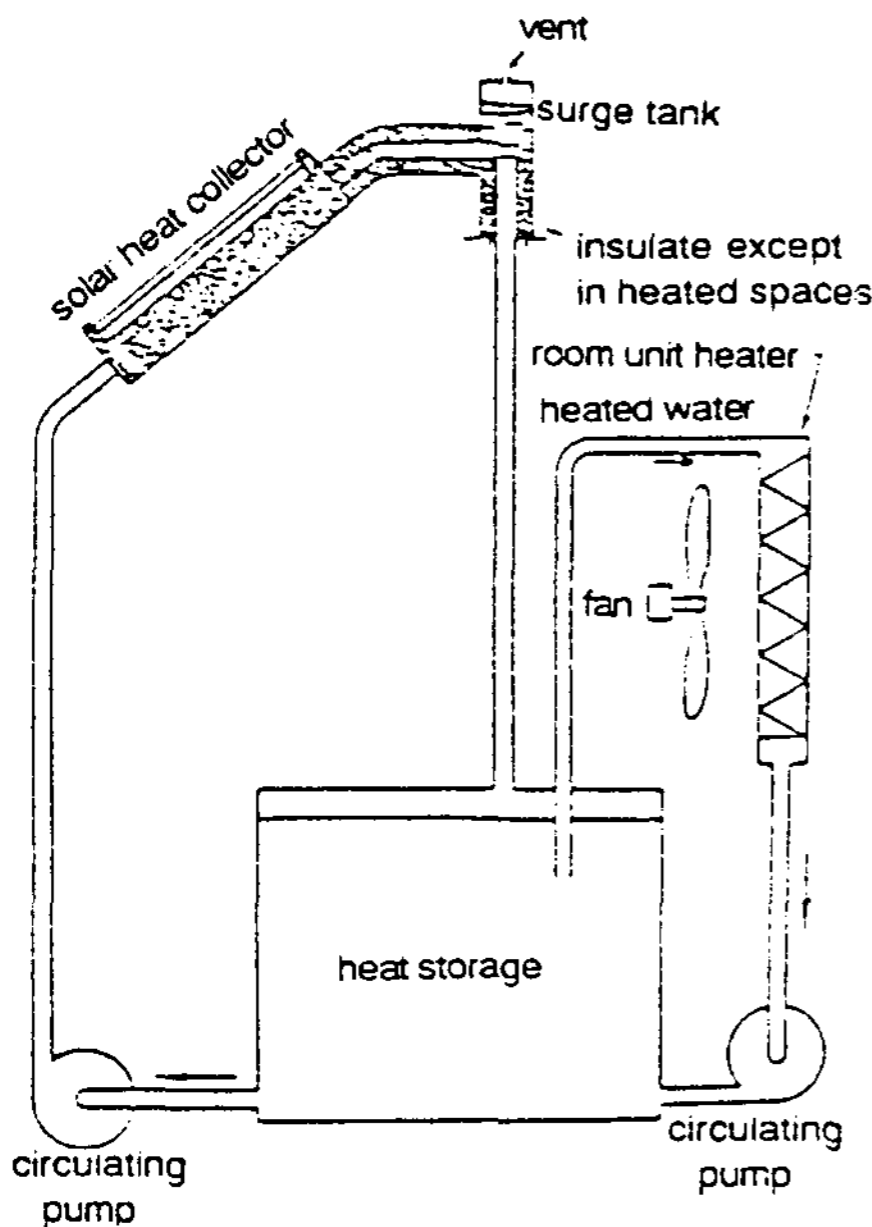 vent
surge tank
solar heat collector
insulate except
in heated spaces
room unit heater
heated water
fan
heat storage
circulating
pump
circulating
pump